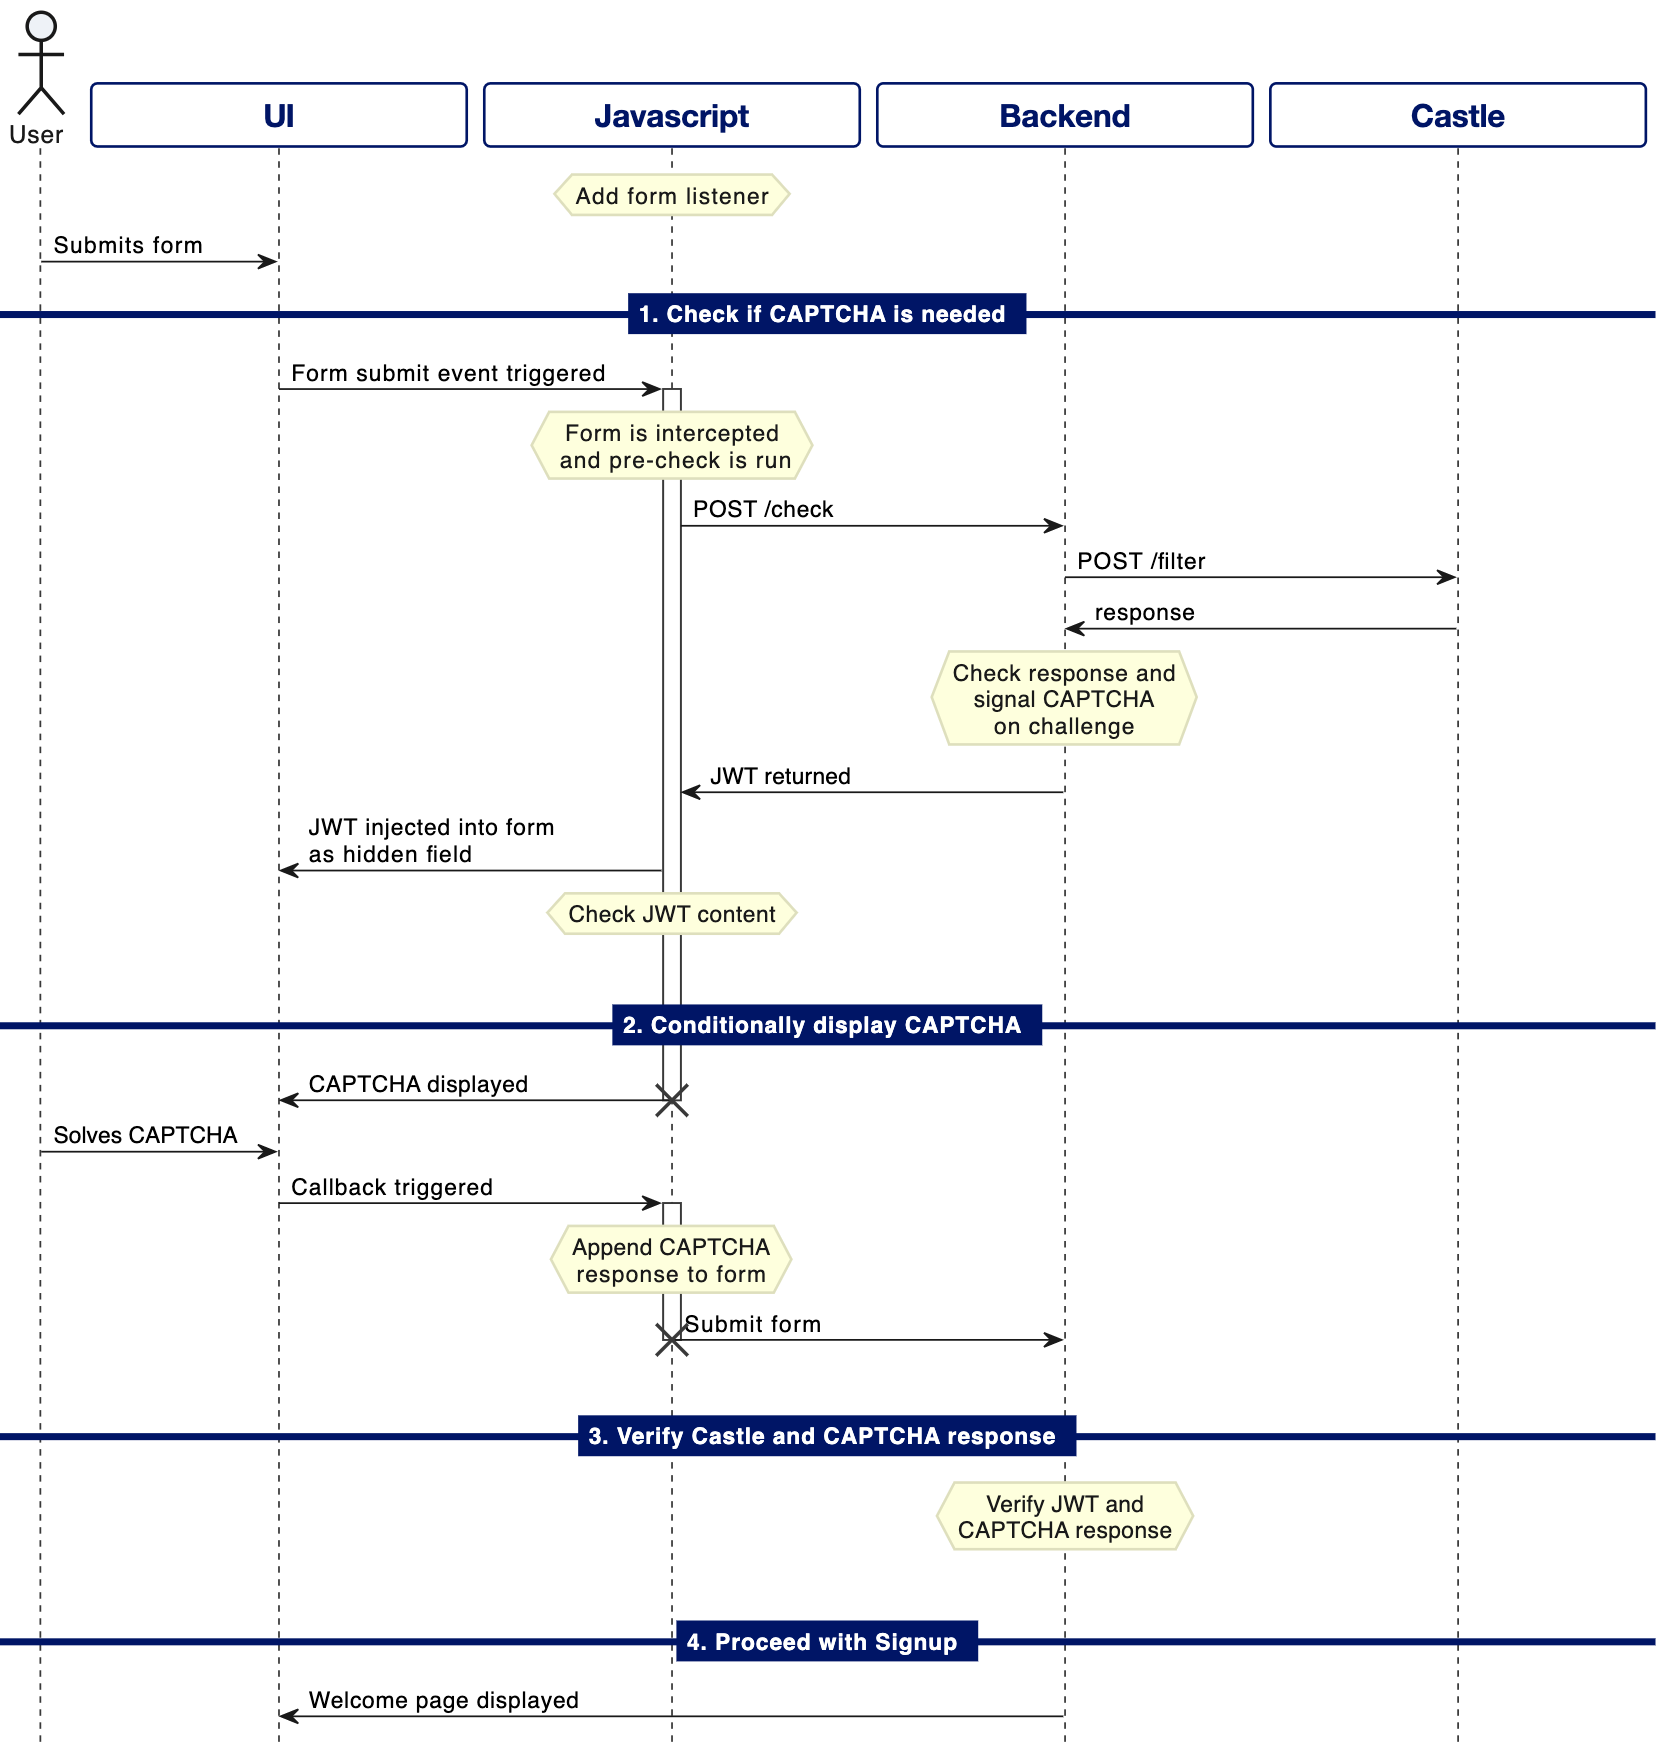 User
UI
Javascript
Backend
Castle
Add form listener
Submits form
1. Check if CAPTCHA is needed
Form submit event triggered
Form is intercepted
and pre-check is run
POST /check
POST /filter
response
Check response and
signal CAPTCHA
on challenge
JWT returned
JWT injected into form
as hidden field
Check JWT content
2. Conditionally display CAPTCHA
CAPTCHA displayed
Solves CAPTCHA
Callback triggered
Append CAPTCHA
response to form
Submit form
3. Verify Castle and CAPTCHA response
Verify JWT and
CAPTCHA response
4. Proceed with Signup
Welcome page displayed